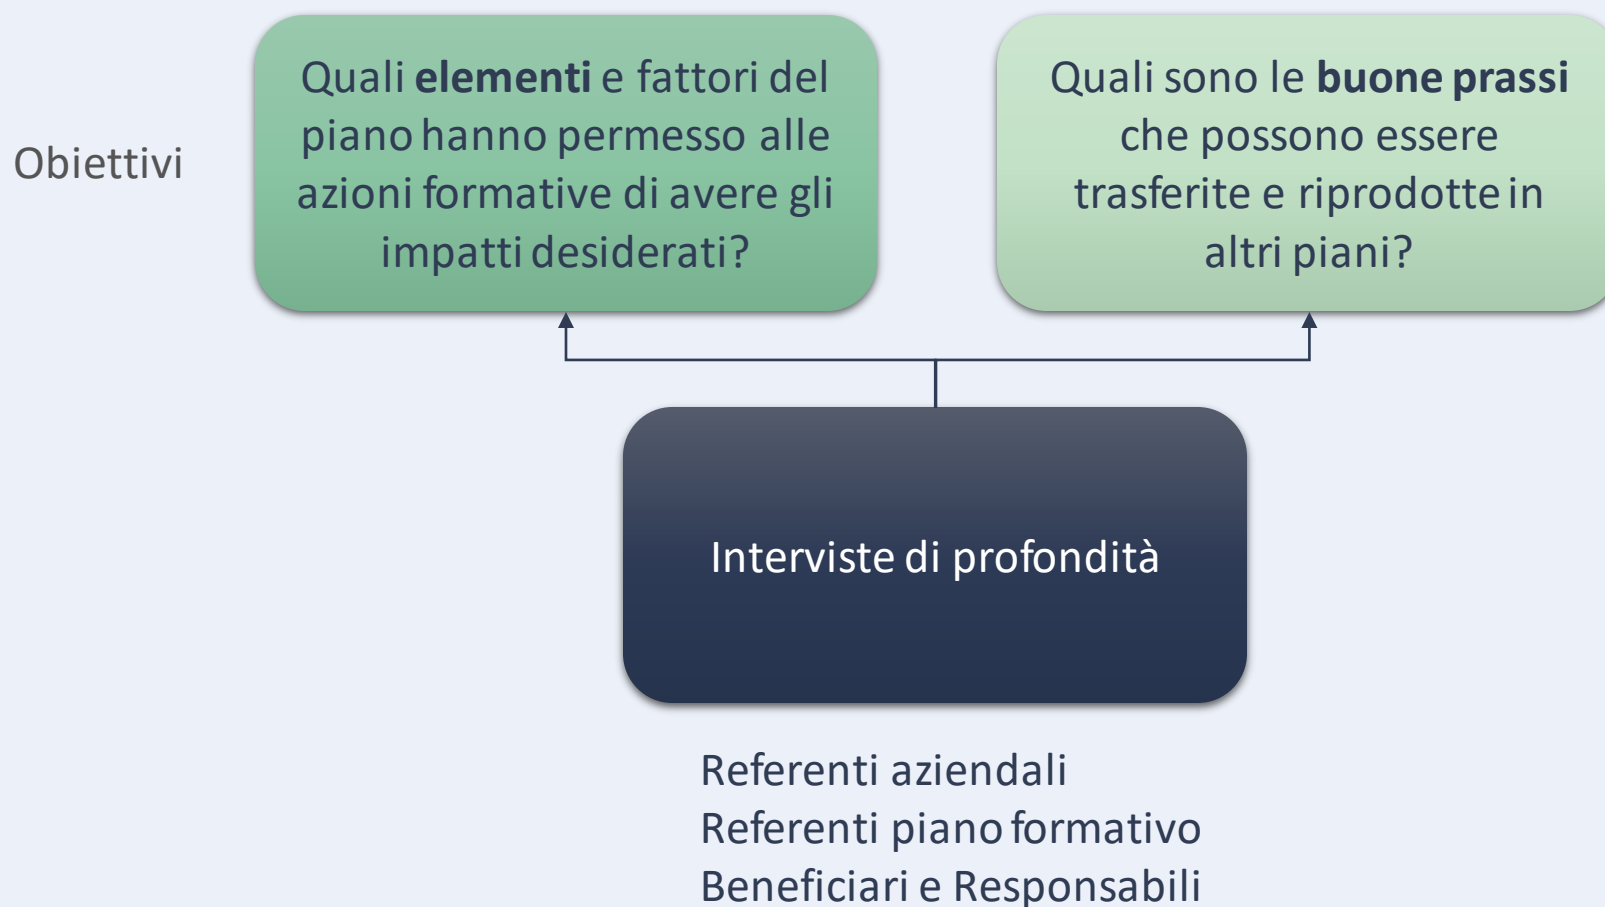 Obiettivi
Quali elementi e fattori del
piano hanno permesso alle
azioni formative di avere gli
impatti desiderati?
Quali sono le buone prassi
che possono essere
trasferite e riprodotte in
altri piani?
Interviste di profondità
Referenti aziendali
Referenti piano formativo
Beneficiari e Responsabili